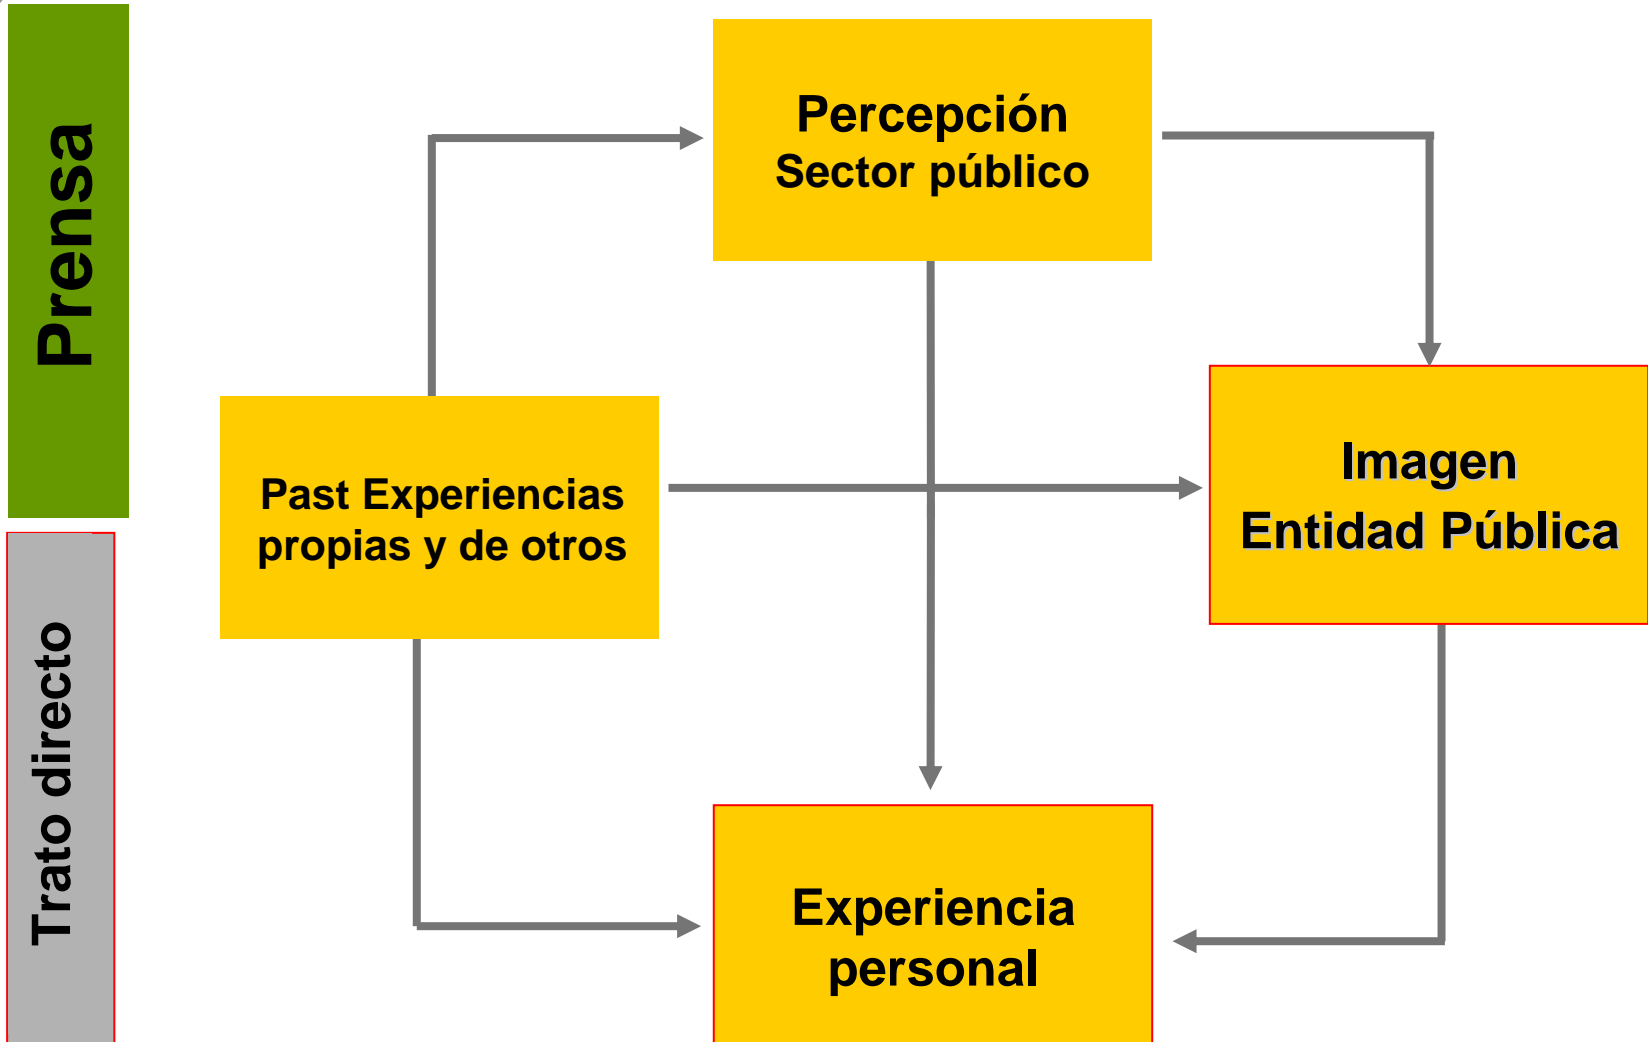 Prensa
Percepción
Sector público
Past Experiencias
propias y de otros
Imagen
Entidad Pública
Trato directo
Experiencia
personal